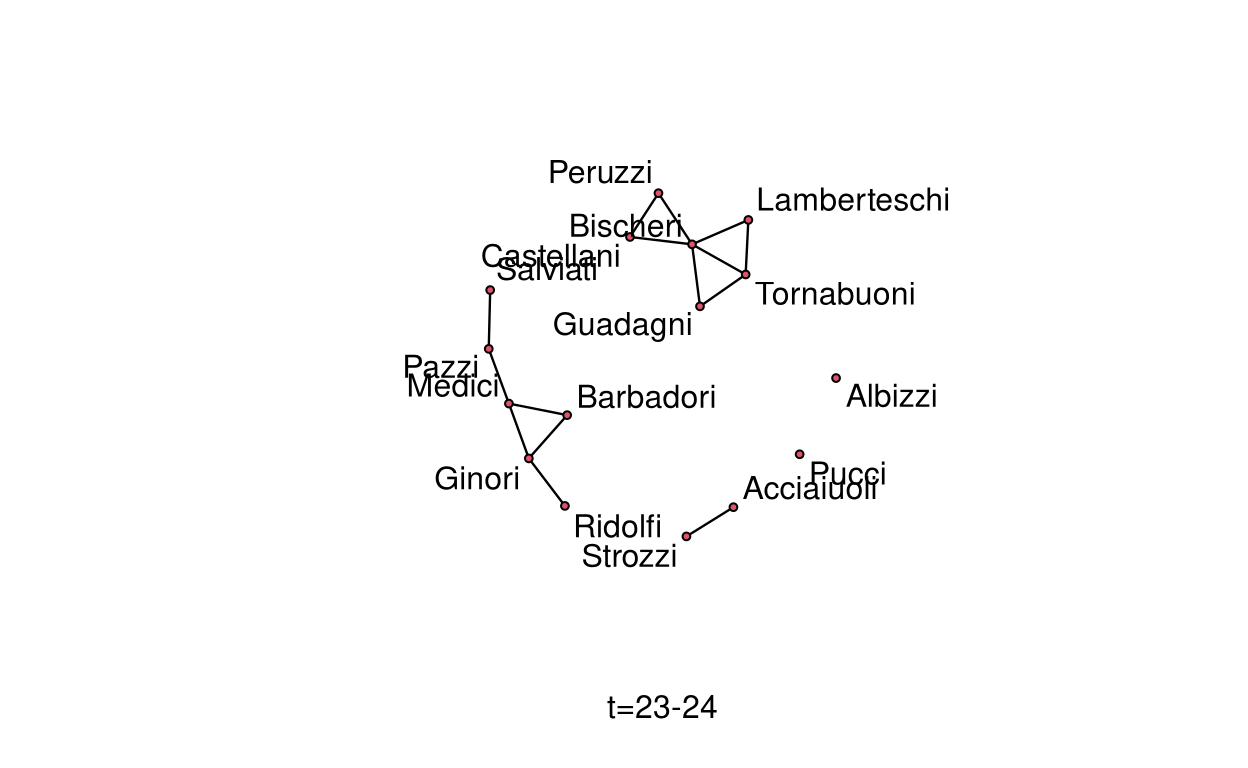 Peruzzi
Lamberteschi
Bischeri
Castellani
Salviati
Tornabuoni
Guadagni
Pazzi
Medici
Barbadori
Albizzi
Pucci
Ginori
Acciaiuoli
Ridolfi
Strozzi
t=23-24